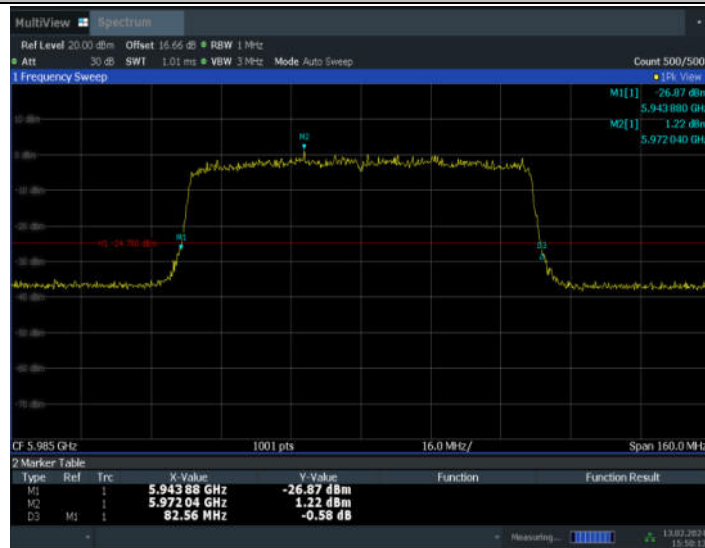 MultiView Spectrum
Ref Level 20.00 dBm Offset 16.66 dB RBW 1 MHz
Att 30 dB SWT 1.01 ms VBW 3 MHz Mode Auto Sweep Count 500/500
1 Frequency Sweep 1Pk View
M1[1] -26.87 dBm
5.943 880 GHz
10 dBm
M2[1] 1.22 dBm
5.972 040 GHz
M2
0 dBm
-10 dBm
-20 dBm
M1
H1 -24.780 dBm
D3
-30 dBm
-40 dBm
-50 dBm
-60 dBm
-70 dBm
CF 5.985 GHz 1001 pts 16.0 MHz/ Span 160.0 MHz
2 Marker Table
Type Ref Trc X-Value Y-Value Function Function Result
M1 1 5.943 88 GHz -26.87 dBm
M2 1 5.972 04 GHz 1.22 dBm
D3 M1 1 82.56 MHz -0.58 dB
Measuring...